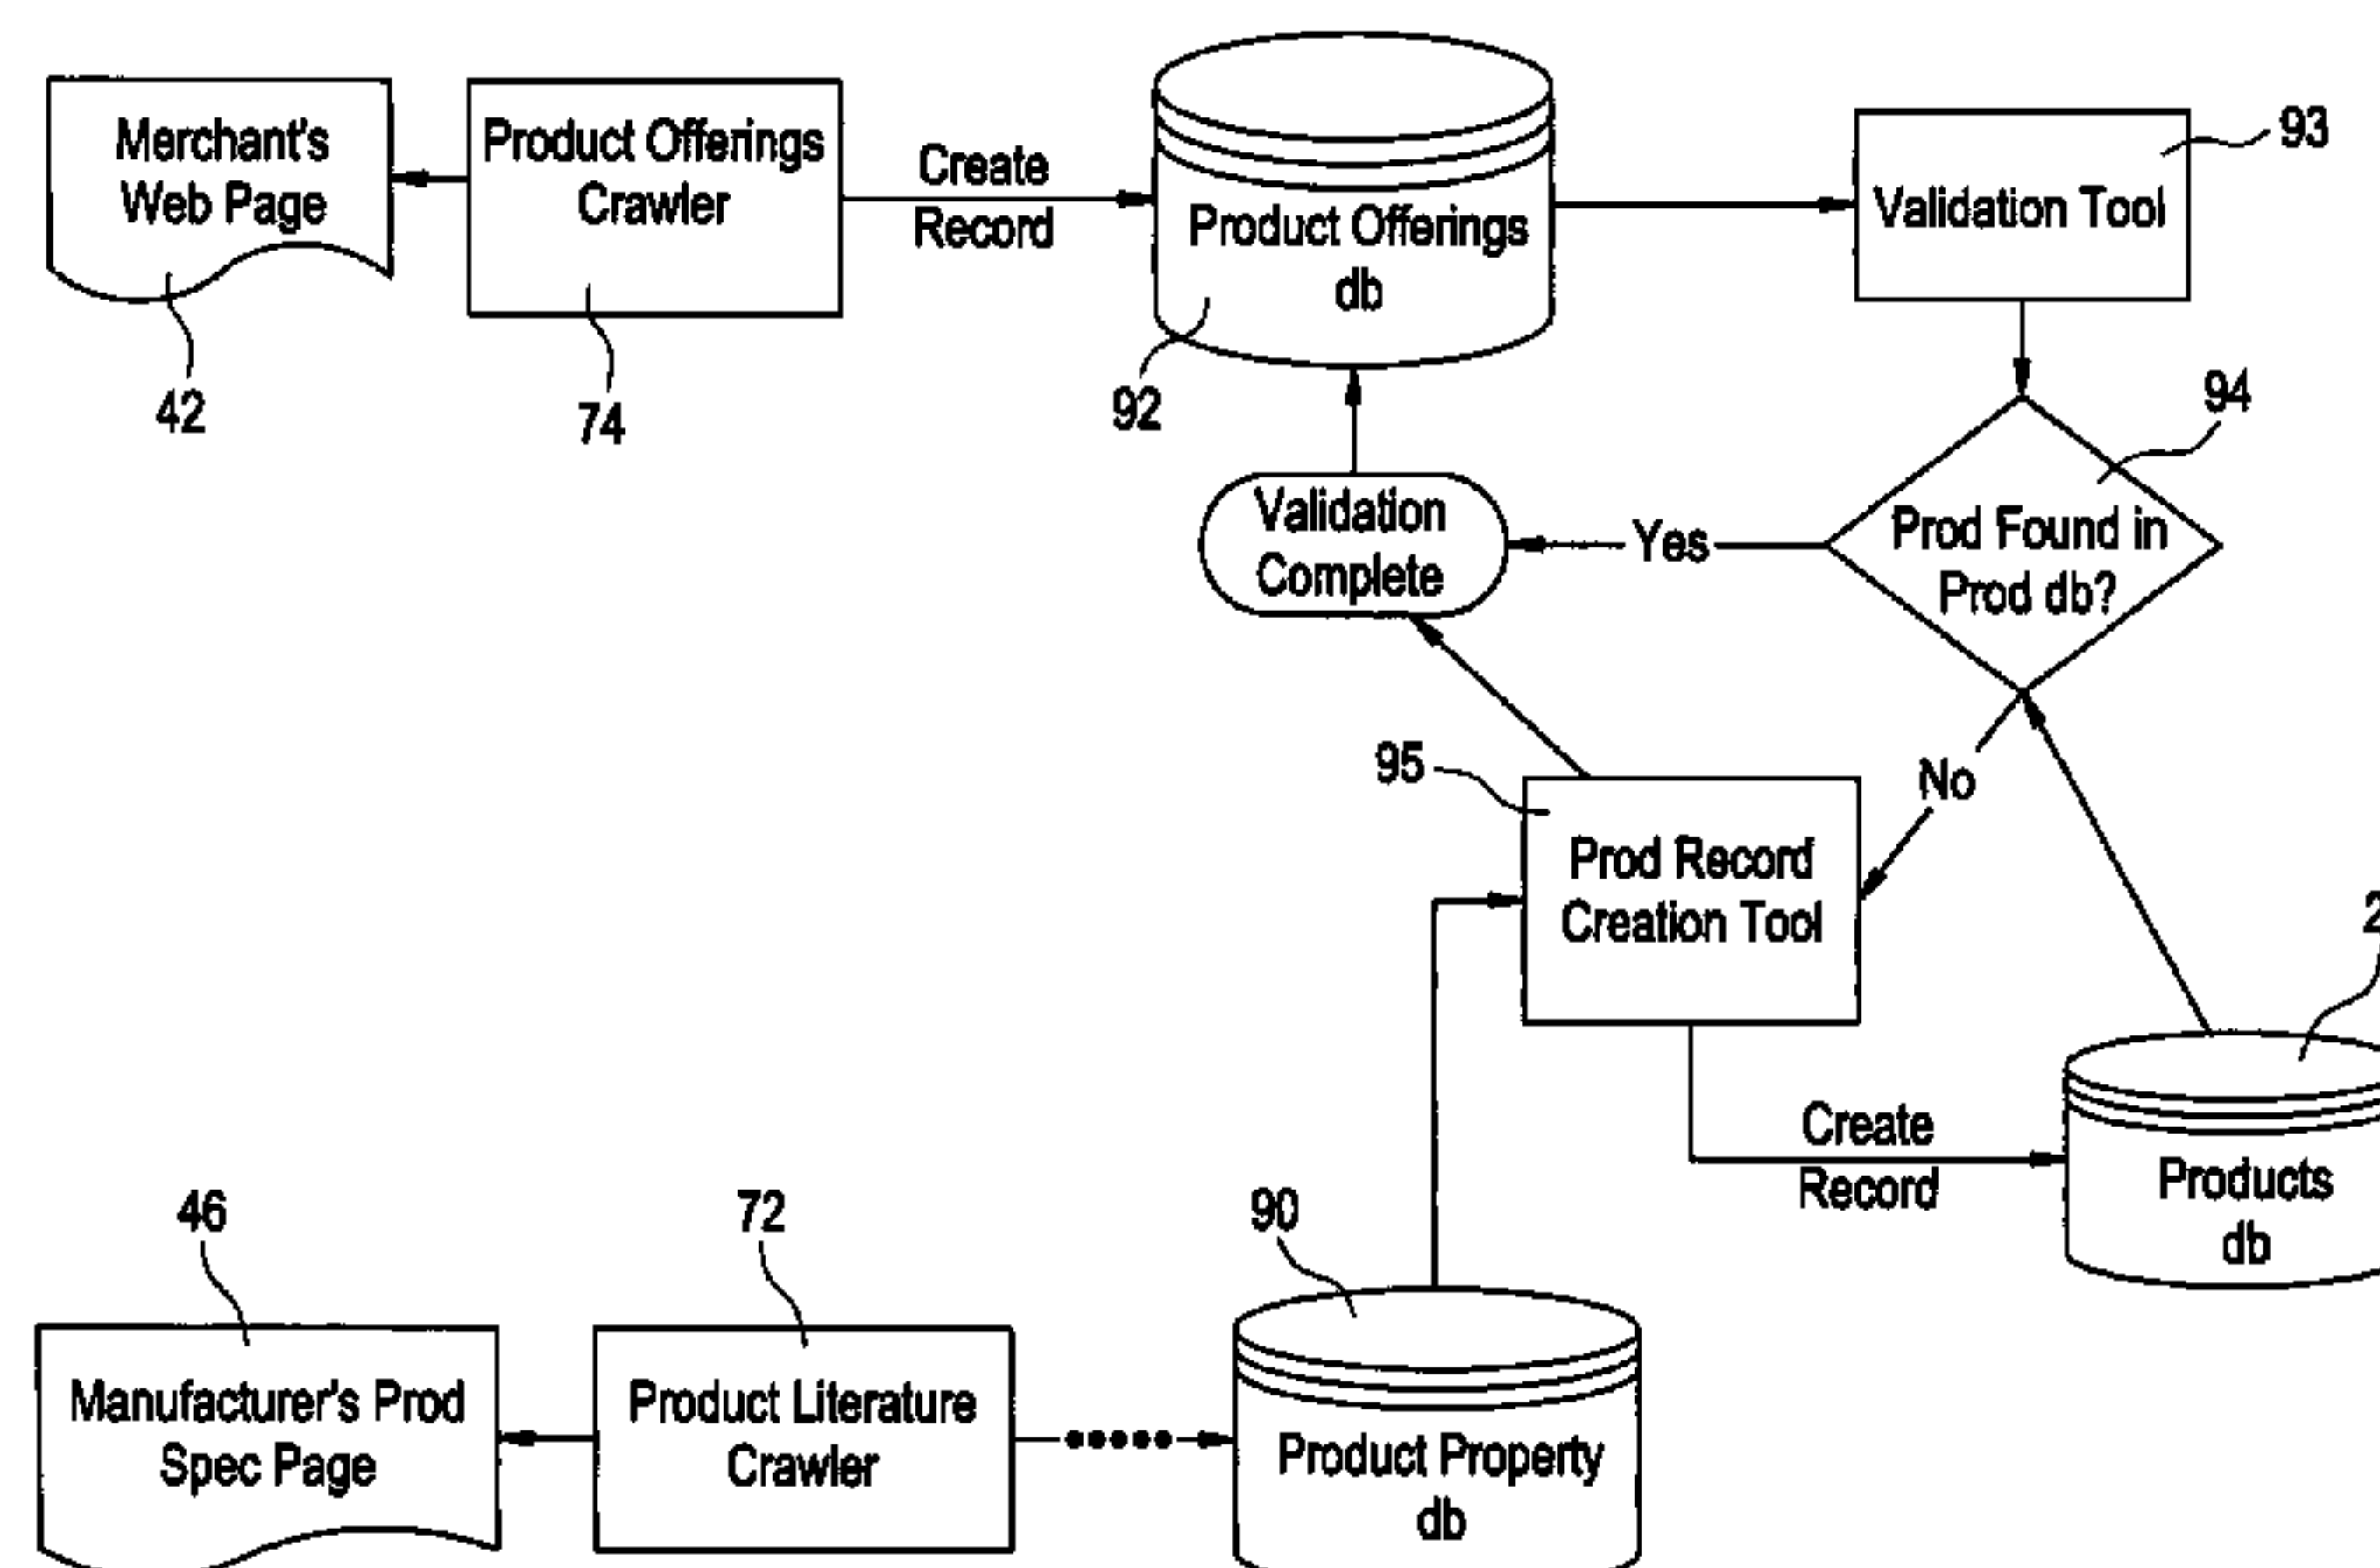 Merchant's
Web Page
42
Product Offerings
Crawler
74
Create
Record
Product Offerings
db
92
Validation Tool
93
94
Prod Found in
Prod db?
Yes
Validation
Complete
No
95
Prod Record
Creation Tool
Create
Record
Products
db
46
Manufacturer's Prod
Spec Page
72
Product Literature
Crawler
90
Product Property
db